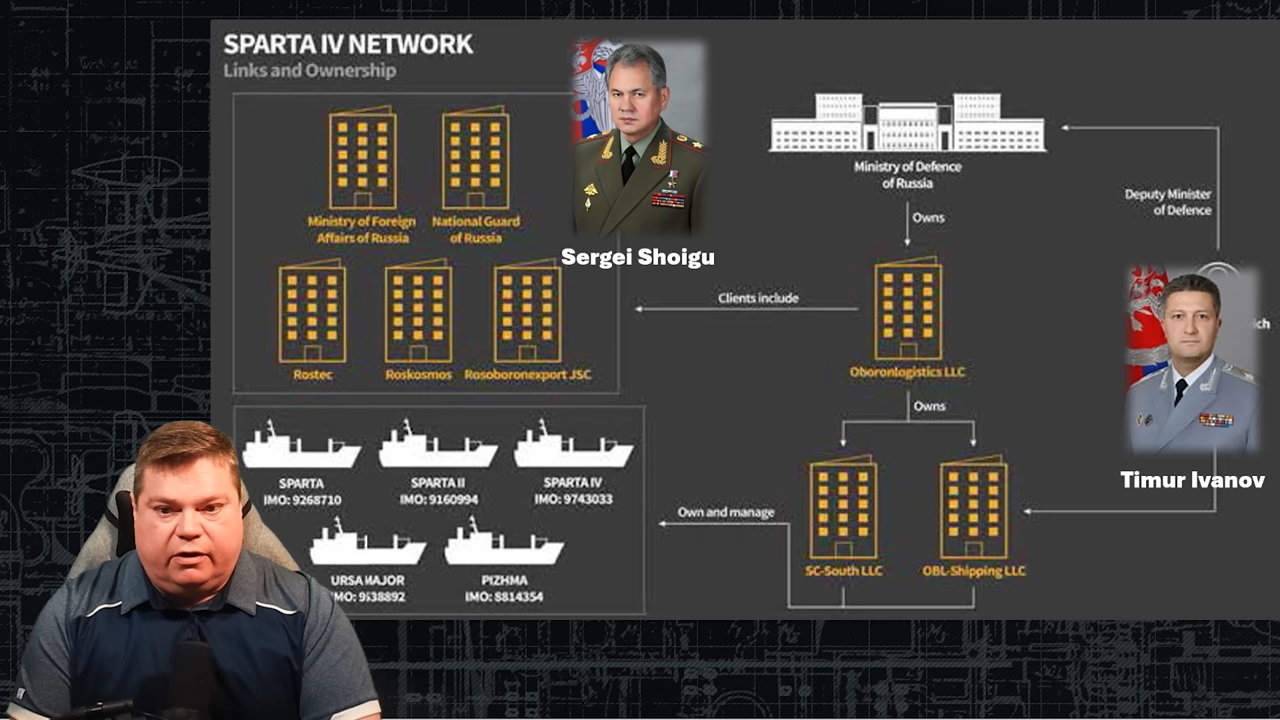 SPARTA IV NETWORK
Links and Ownership
Ministry of Foreign
Affairs of Russia
National Guard
of Russia
Sergei Shoigu
Rostec
Roskosmos
Rosoboronexport JSC
Clients include
Ministry of Defence
of Russia
Owns
Deputy Minister
of Defence
Oboronlogistics LLC
Owns
Timur Ivanov
SPARTA
IMO: 9268710
SPARTA II
IMO: 9160994
SPARTA IV
IMO: 9743033
URSA MAJOR
PIZHMA
IMO: 8814354
Own and manage
SC-South LLC
OBL-Shipping LLC